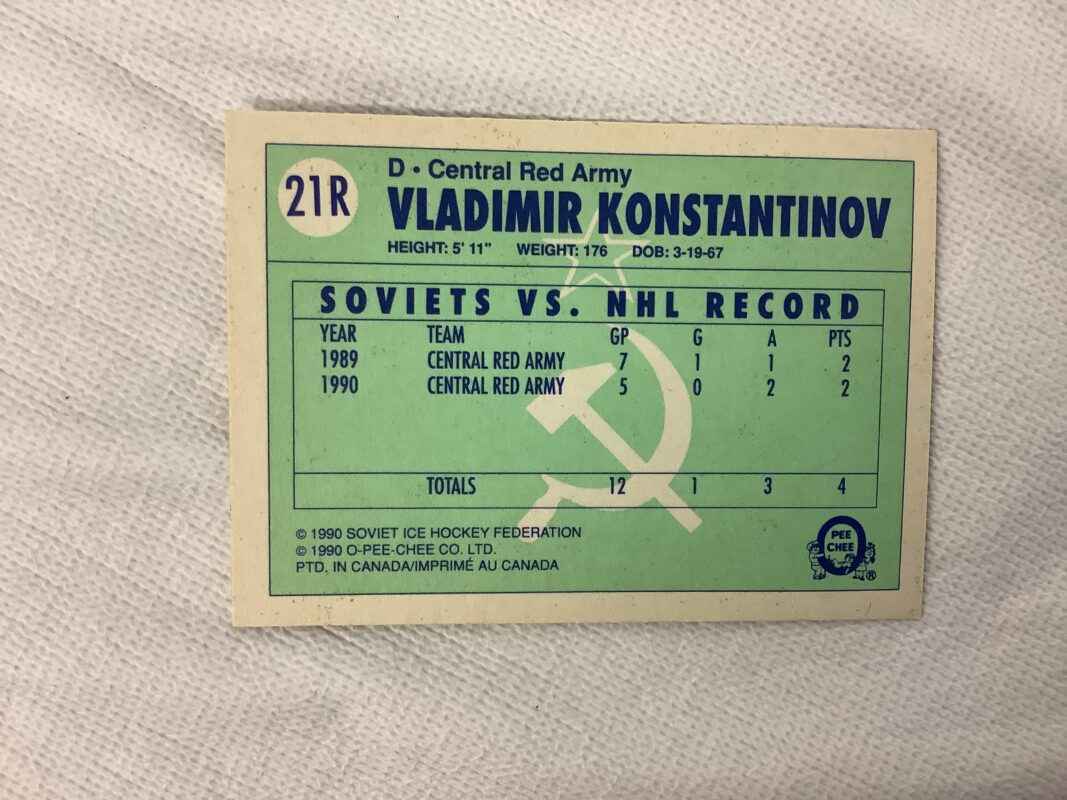 21R
D • Central Red Army
VLADIMIR KONSTANTINOV
HEIGHT: 5' 11" WEIGHT: 176 DOB: 3-19-67
SOVIETS VS. NHL RECORD
YEAR TEAM GP G A PTS
1989 CENTRAL RED ARMY 7 1 1 2
1990 CENTRAL RED ARMY 5 0 2 2
TOTALS 12 1 3 4
© 1990 SOVIET ICE HOCKEY FEDERATION
© 1990 O-PEE-CHEE CO. LTD.
PTD. IN CANADA/IMPRIMÉ AU CANADA
O
PEE
CHEE
®